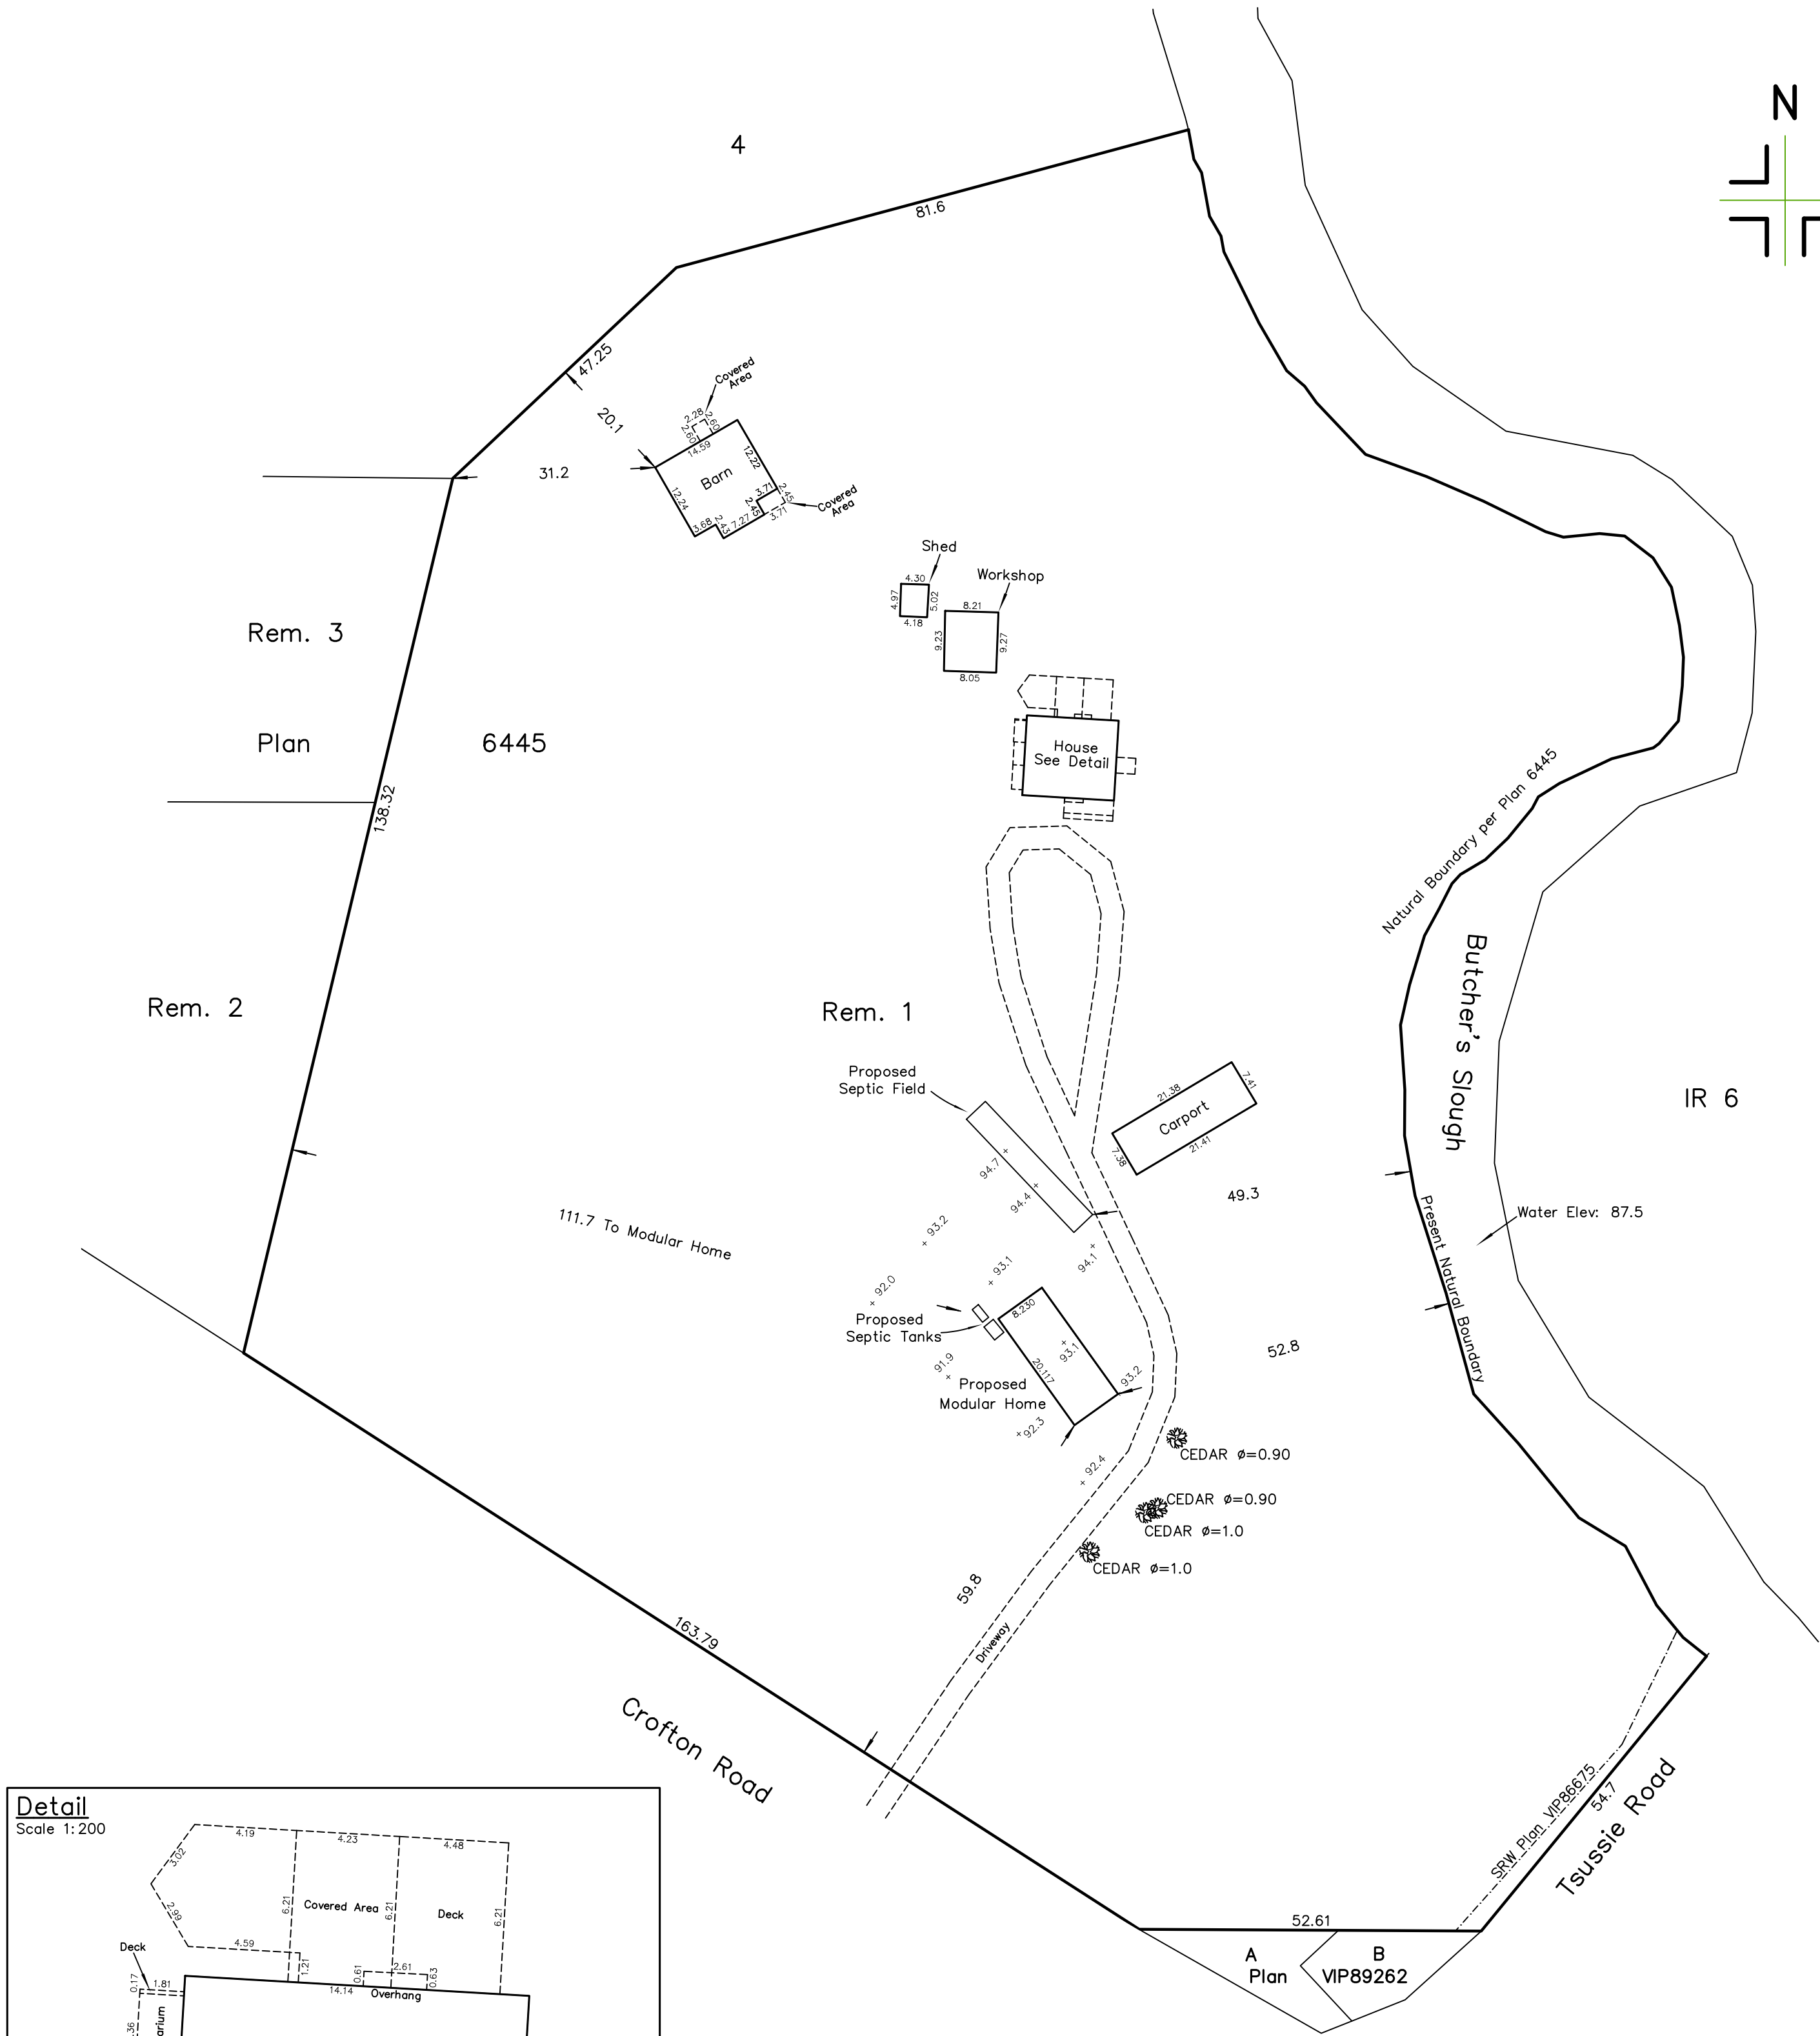 N
4
81.6
47.25
20.1
31.2
Covered
Area
2.28
2.60
2.60
14.59
12.22
Barn
12.24
3.71
2.45
2.45
3.68
2.43
7.27
3.71
Covered
Area
Shed
4.30
4.97
5.02
4.18
Workshop
8.21
9.23
9.27
8.05
Rem. 3
Plan
6445
House
See Detail
138.32
Natural Boundary per Plan 6445
Butcher's Slough
Rem. 2
Rem. 1
IR 6
Proposed
Septic Field
21.38
7.41
Carport
7.38
21.41
94.7
94.4
49.3
Present Natural Boundary
Water Elev: 87.5
111.7 To Modular Home
93.2
94.1
93.1
92.0
Proposed
Septic Tanks
8.230
93.1
20.117
91.9
93.2
52.8
Proposed
Modular Home
92.3
92.4
CEDAR ø=0.90
CEDAR ø=0.90
CEDAR ø=1.0
CEDAR ø=1.0
59.8
Driveway
163.79
Crofton Road
SRW Plan VIP86675
54.7
Tsussie Road
52.61
A
Plan
B
VIP89262
Detail
Scale 1:200
4.19
4.23
4.48
3.02
2.99
6.21
Covered Area
6.21
Deck
6.21
4.59
1.21
Deck
0.17
1.81
0.61
2.61
0.63
14.14
Overhang